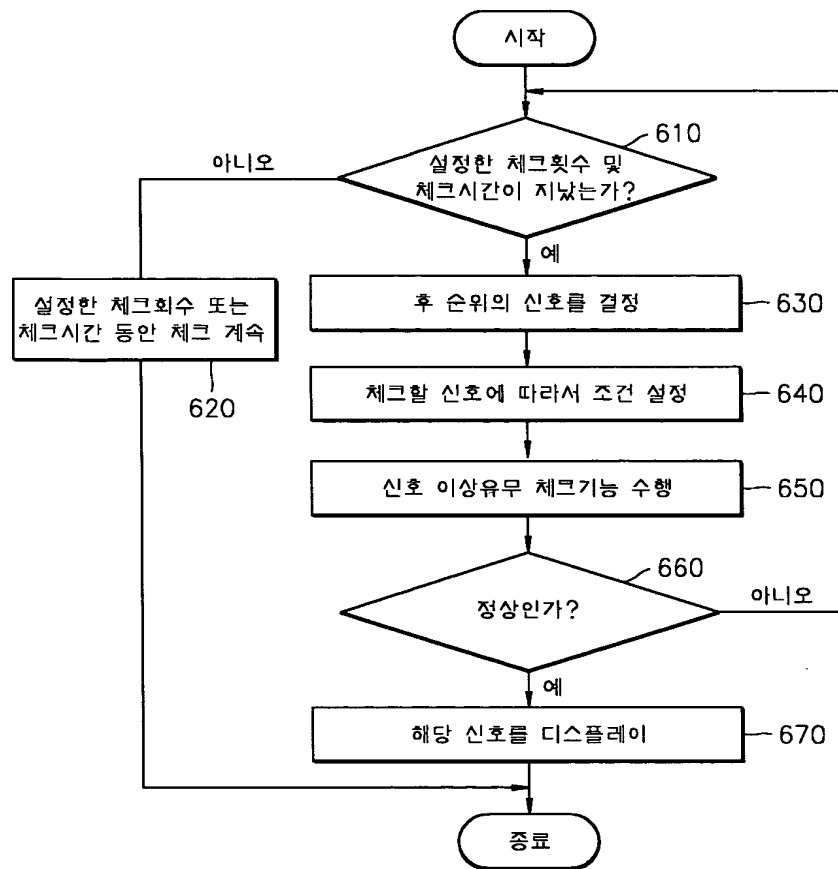 시작
610
설정한 체크횟수 및
체크시간이 지났는가?
아니오
예
설정한 체크회수 또는
체크시간 동안 체크 계속
620
후 순위의 신호를 결정
630
체크할 신호에 따라서 조건 설정
640
신호 이상유무 체크기능 수행
650
660
정상인가?
아니오
예
해당 신호를 디스플레이
670
종료